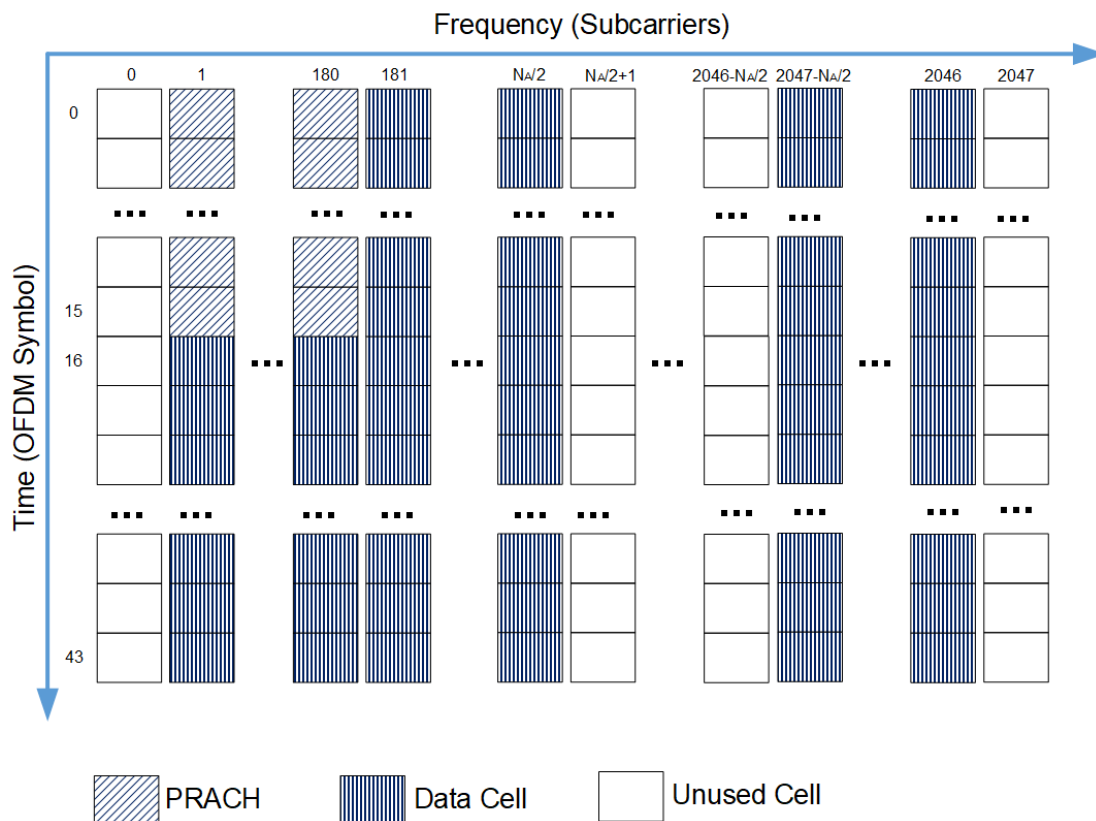 Frequency (Subcarriers)
0 1 180 181 NA/2 NA/2+1 2046-NA/2 2047-NA/2 2046 2047
0
15
16
43
Time (OFDM Symbol)
PRACH Data Cell Unused Cell